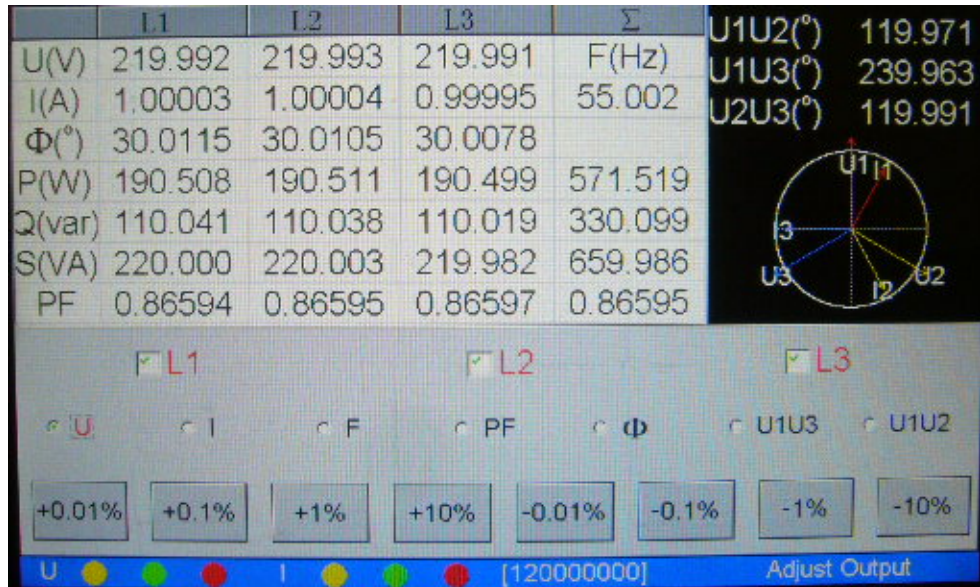 L1 L2 L3 Σ
U(V) 219.992 219.993 219.991 F(Hz)
I(A) 1.00003 1.00004 0.99995 55.002
Φ(°) 30.0115 30.0105 30.0078
P(W) 190.508 190.511 190.499 571.519
Q(var) 110.041 110.038 110.019 330.099
S(VA) 220.000 220.003 219.982 659.986
PF 0.86594 0.86595 0.86597 0.86595
U1U2(°) 119.971
U1U3(°) 239.963
U2U3(°) 119.991
U1 I1
I3
U3 I2 U2
L1 L2 L3
U I F PF Φ U1U3 U1U2
+0.01% +0.1% +1% +10% -0.01% -0.1% -1% -10%
U I [120000000] Adjust Output